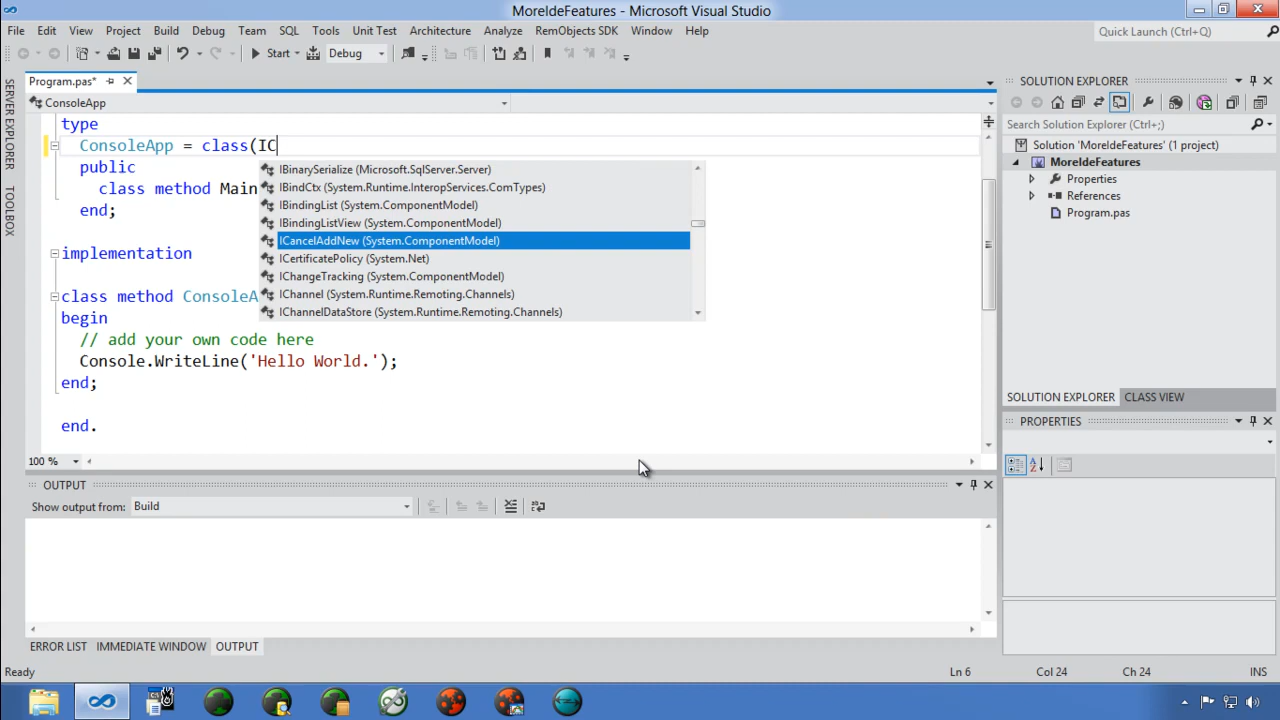 MoreIdeFeatures - Microsoft Visual Studio
File Edit View Project Build Debug Team SQL Tools Unit Test Architecture Analyze RemObjects SDK Window Help
Quick Launch (Ctrl+Q)
Start Debug
SERVER EXPLORER
TOOLBOX
Program.pas*
ConsoleApp
type
ConsoleApp = class(IC
public
class method Main
end;
implementation
class method ConsoleA
begin
// add your own code here
Console.WriteLine('Hello World.');
end;
end.
IBinarySerialize (Microsoft.SqlServer.Server)
IBindCtx (System.Runtime.InteropServices.ComTypes)
IBindingList (System.ComponentModel)
IBindingListView (System.ComponentModel)
ICancelAddNew (System.ComponentModel)
ICertificatePolicy (System.Net)
IChangeTracking (System.ComponentModel)
IChannel (System.Runtime.Remoting.Channels)
IChannelDataStore (System.Runtime.Remoting.Channels)
100 %
OUTPUT
Show output from: Build
ERROR LIST IMMEDIATE WINDOW OUTPUT
SOLUTION EXPLORER
Search Solution Explorer (Ctrl+;)
Solution 'MoreIdeFeatures' (1 project)
MoreIdeFeatures
Properties
References
Program.pas
SOLUTION EXPLORER CLASS VIEW
PROPERTIES
Ready Ln 6 Col 24 Ch 24 INS